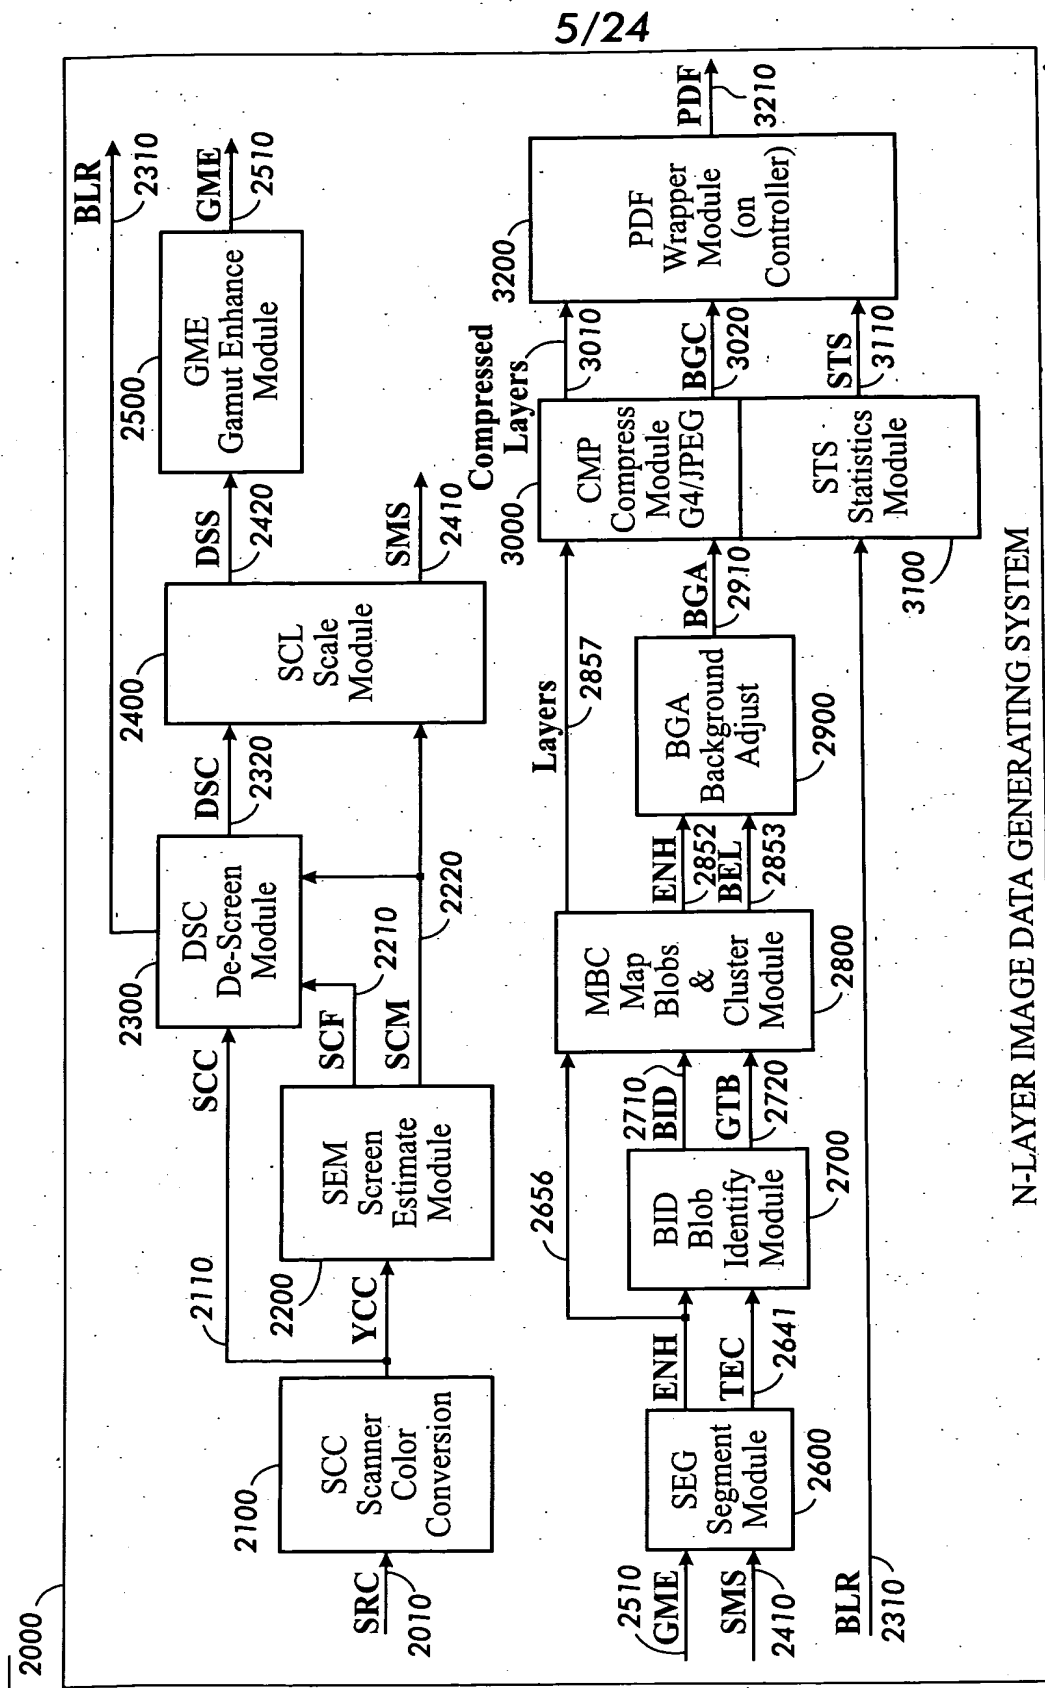 5/24
2000
SRC
2010
2100
SCC
Scanner
Color
Conversion
2110
SCC
YCC
2200
SEM
Screen
Estimate
Module
SCF
2210
SCM
2220
2300
DSC
De-Screen
Module
BLR
2310
DSC
2320
2400
SCL
Scale
Module
DSS
2420
SMS
2410
2500
GME
Gamut Enhance
Module
GME
2510
2510
GME
SMS
2410
BLR
2310
SEG
Segment
Module
2600
ENH
2656
TEC
2641
BID
Blob
Identify
Module
2700
2710
BID
GTB
2720
MBC
Map
Blobs
&
Cluster
Module
2800
Layers
2857
ENH
2852
BEL
2853
BGA
Background
Adjust
2900
BGA
2910
3000
CMP
Compress
Module
G4/JPEG
STS
Statistics
Module
3100
Compressed
Layers
3010
BGC
3020
STS
3110
3200
PDF
Wrapper
Module
(on
Controller)
PDF
3210
N-LAYER IMAGE DATA GENERATING SYSTEM